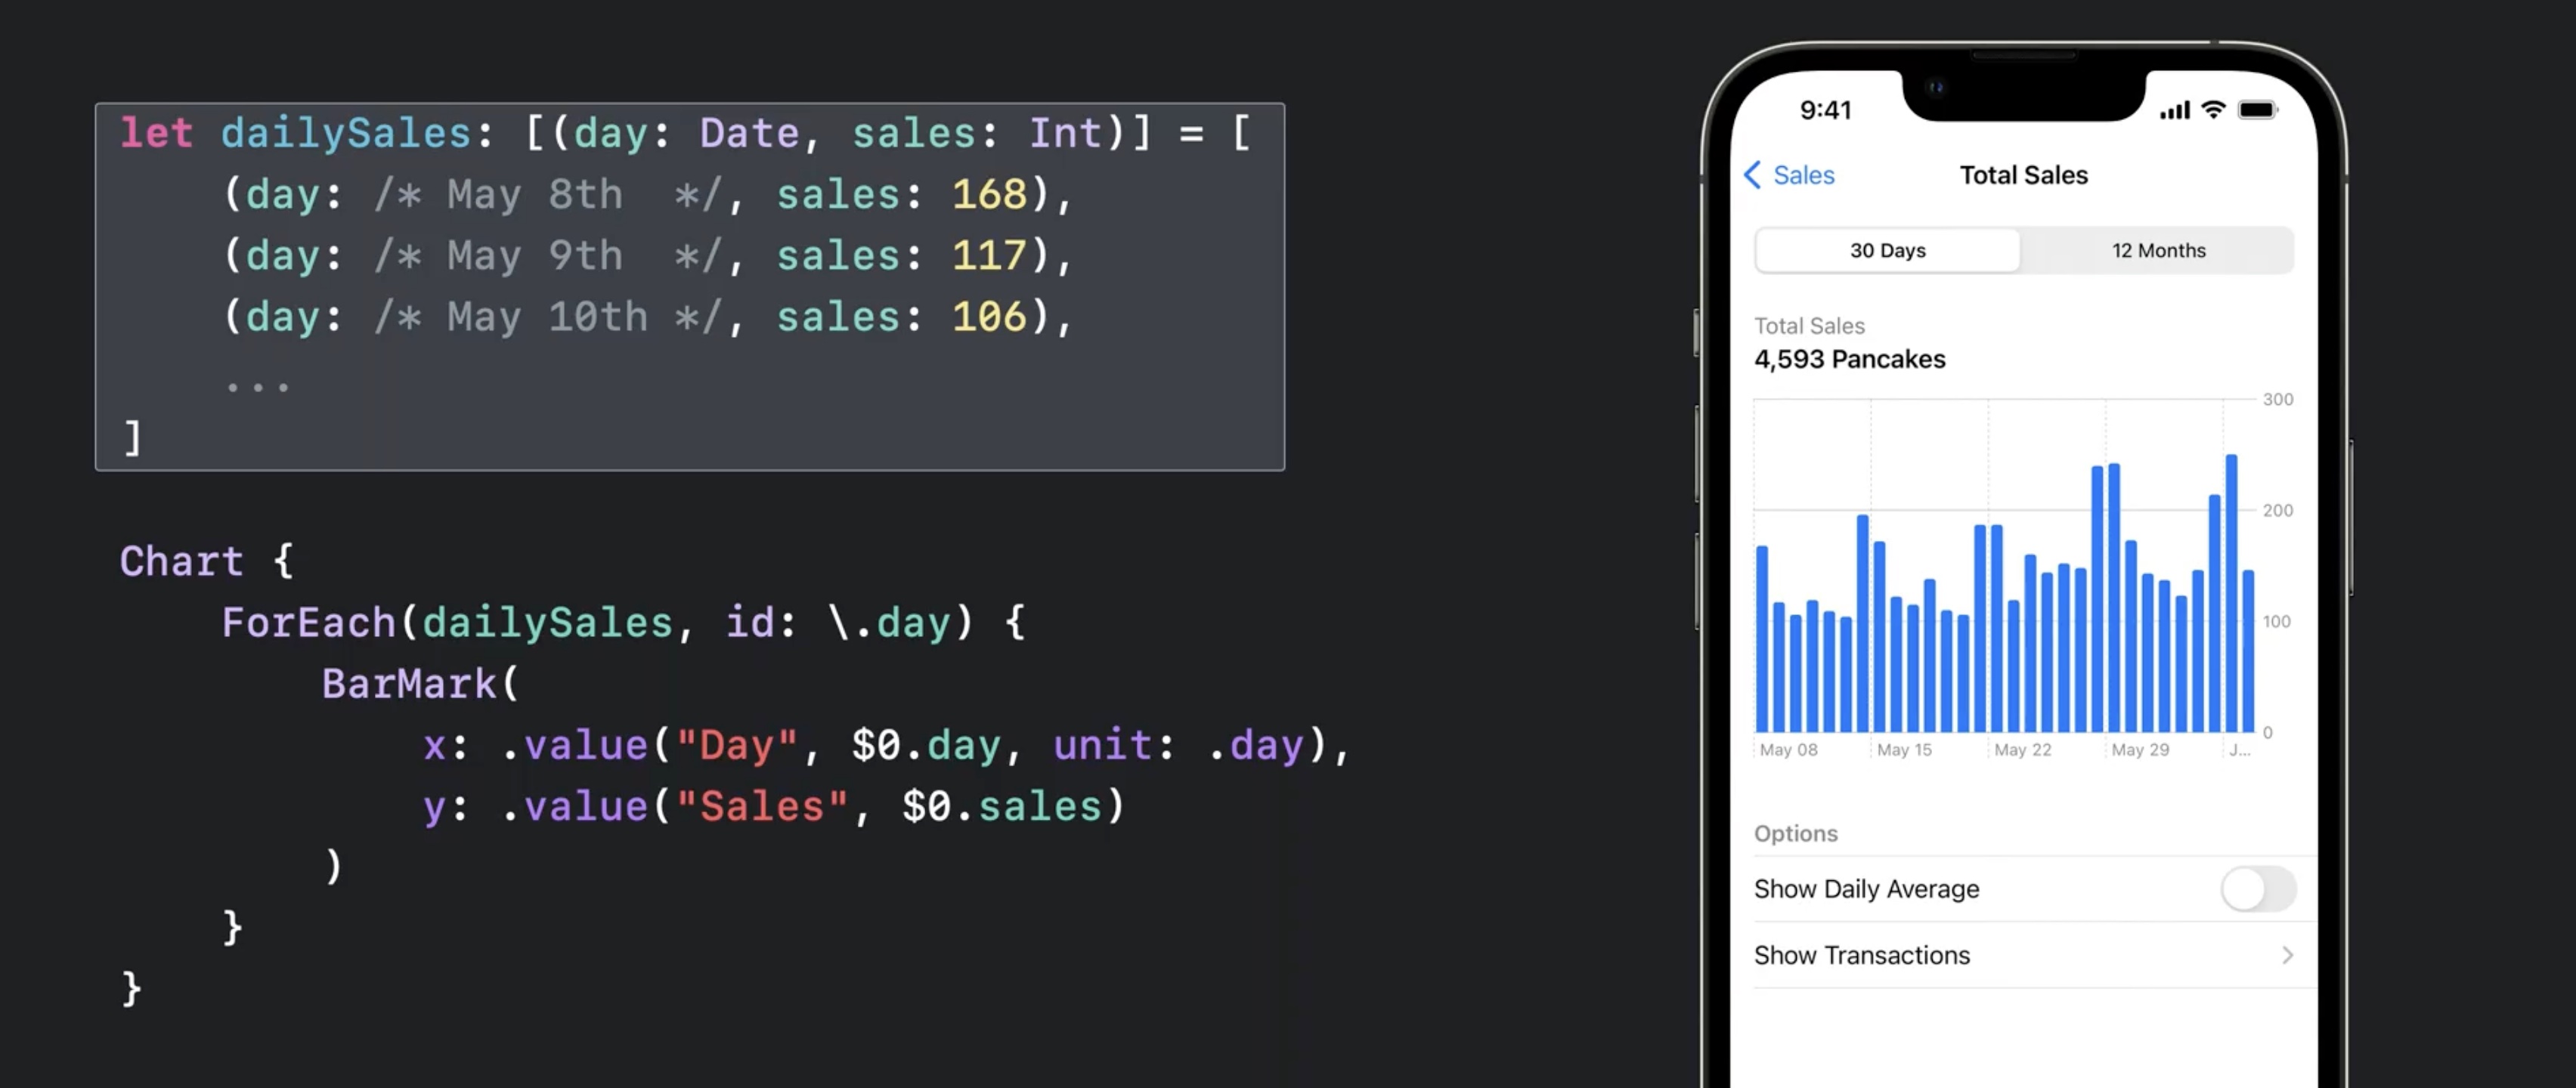 let dailySales: [(day: Date, sales: Int)] = [
    (day: /* May 8th  */, sales: 168),
    (day: /* May 9th  */, sales: 117),
    (day: /* May 10th */, sales: 106),
    ...
]
Chart {
    ForEach(dailySales, id: \.day) {
        BarMark(
            x: .value("Day", $0.day, unit: .day),
            y: .value("Sales", $0.sales)
        )
    }
}
9:41
Sales
Total Sales
30 Days
12 Months
Total Sales
4,593 Pancakes
300
200
100
0
May 08
May 15
May 22
May 29
J...
Options
Show Daily Average
Show Transactions